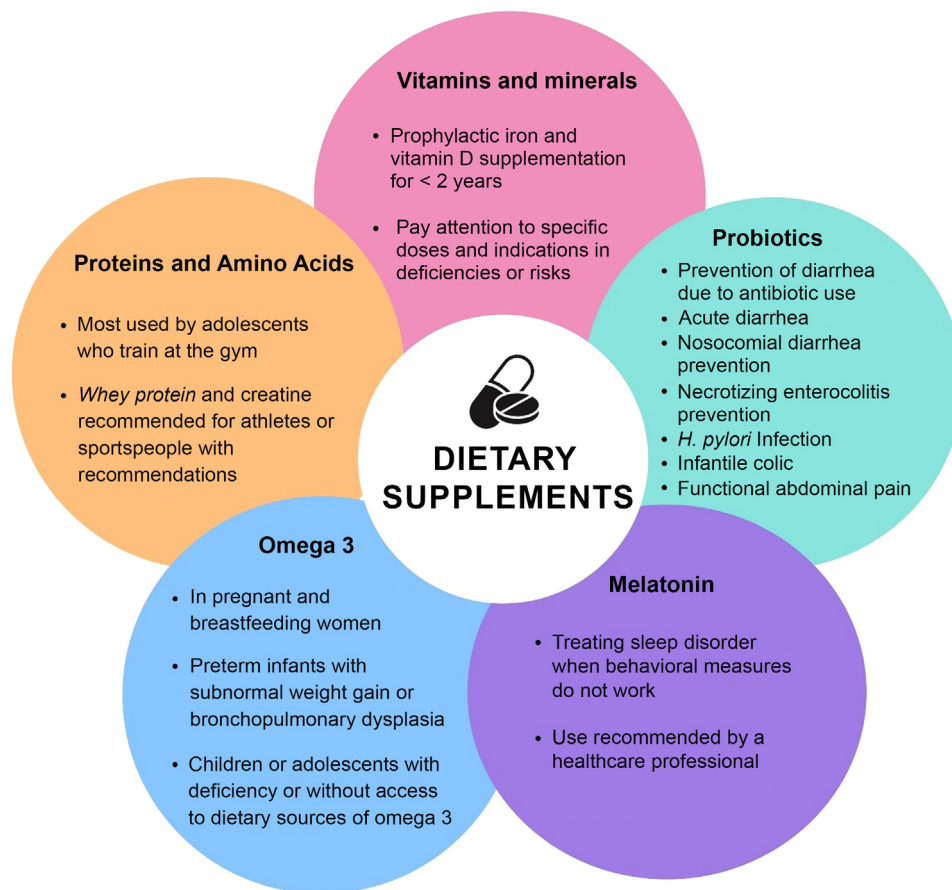 Vitamins and minerals
• Prophylactic iron and
vitamin D supplementation
for < 2 years
• Pay attention to specific
doses and indications in
deficiencies or risks
Probiotics
• Prevention of diarrhea
due to antibiotic use
• Acute diarrhea
• Nosocomial diarrhea
prevention
• Necrotizing enterocolitis
prevention
• H. pylori Infection
• Infantile colic
• Functional abdominal pain
Proteins and Amino Acids
• Most used by adolescents
who train at the gym
• Whey protein and creatine
recommended for athletes or
sportspeople with
recommendations
DIETARY
SUPPLEMENTS
Omega 3
• In pregnant and
breastfeeding women
• Preterm infants with
subnormal weight gain or
bronchopulmonary dysplasia
• Children or adolescents with
deficiency or without access
to dietary sources of omega 3
Melatonin
• Treating sleep disorder
when behavioral measures
do not work
• Use recommended by a
healthcare professional